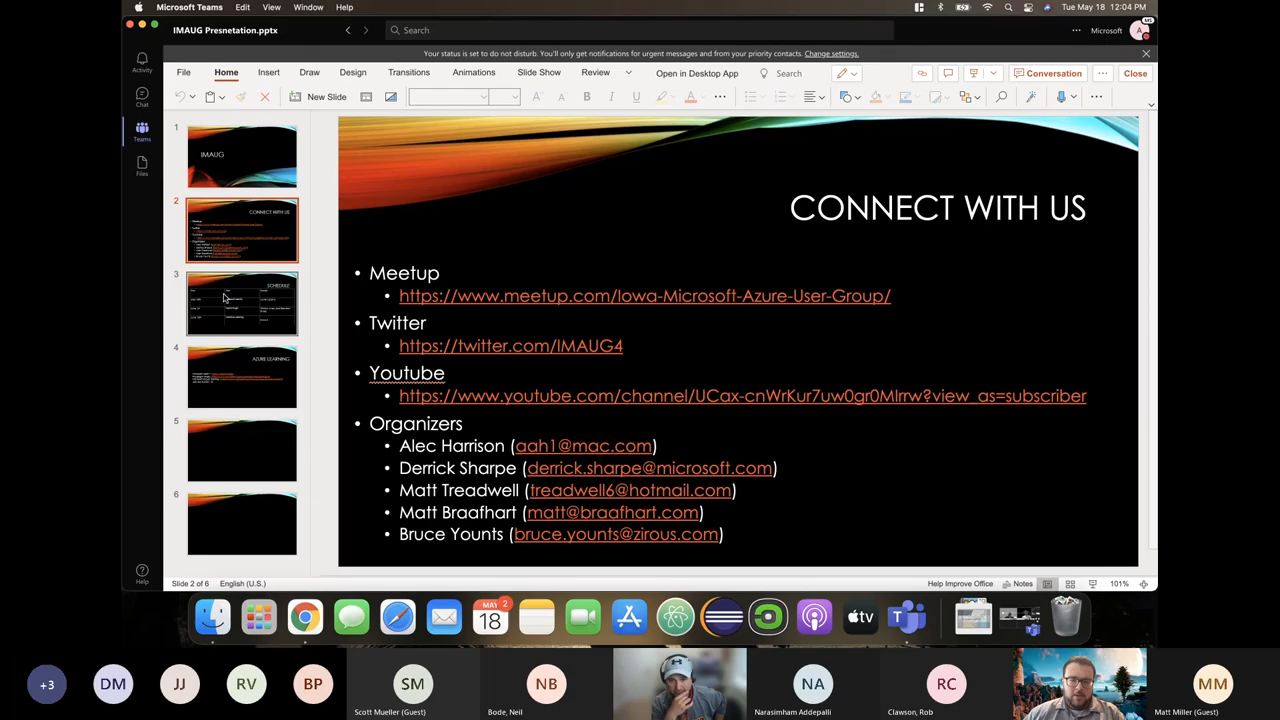 Microsoft Teams Edit View Window Help
Tue May 18 12:04 PM
IMAUG Presnetation.pptx
Search
Microsoft
A
Your status is set to do not disturb. You'll only get notifications for urgent messages and from your priority contacts. Change settings.
Activity
Chat
Teams
Files
Help
File Home Insert Draw Design Transitions Animations Slide Show Review Open in Desktop App Search Conversation Close
New Slide
B I U
1
IMAUG
2
CONNECT WITH US
3
SCHEDULE
4
AZURE LEARNING
5
6
CONNECT WITH US
• Meetup
• https://www.meetup.com/Iowa-Microsoft-Azure-User-Group/
• Twitter
• https://twitter.com/IMAUG4
• Youtube
• https://www.youtube.com/channel/UCax-cnWrKur7uw0gr0MIrrw?view_as=subscriber
• Organizers
• Alec Harrison (aah1@mac.com)
• Derrick Sharpe (derrick.sharpe@microsoft.com)
• Matt Treadwell (treadwell6@hotmail.com)
• Matt Braafhart (matt@braafhart.com)
• Bruce Younts (bruce.younts@zirous.com)
Slide 2 of 6 English (U.S.)
Help Improve Office Notes 101%
MAY 2
18
tv
+3 DM JJ RV BP SM NB NA RC MM
Scott Mueller (Guest) Bode, Neil Narasimham Addepalli Clawson, Rob Matt Miller (Guest)